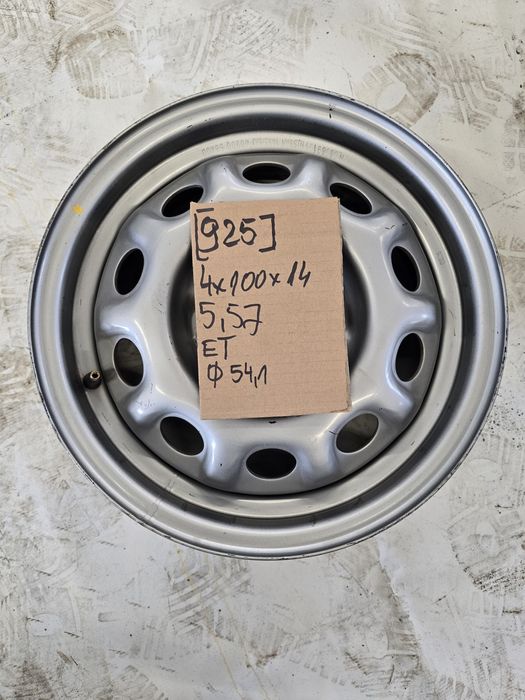 [925]
4x100x14
5,5J
ET
Φ 54,1